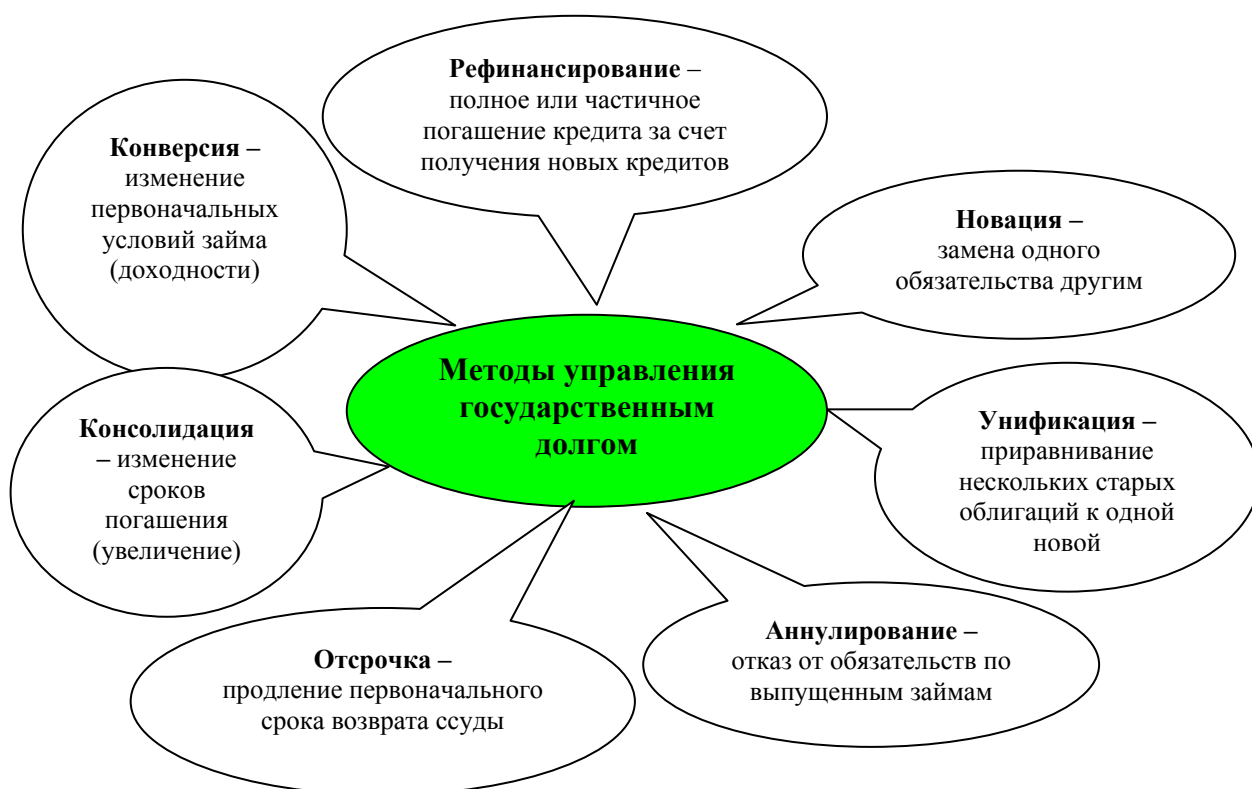 Рефинансирование –
полное или частичное
погашение кредита за счет
получения новых кредитов
Конверсия –
изменение
первоначальных
условий займа
(доходности)
Новация –
замена одного
обязательства другим
Методы управления
государственным
долгом
Консолидация
– изменение
сроков
погашения
(увеличение)
Унификация –
приравнивание
нескольких старых
облигаций к одной
новой
Отсрочка –
продление первоначального
срока возврата ссуды
Аннулирование –
отказ от обязательств по
выпущенным займам